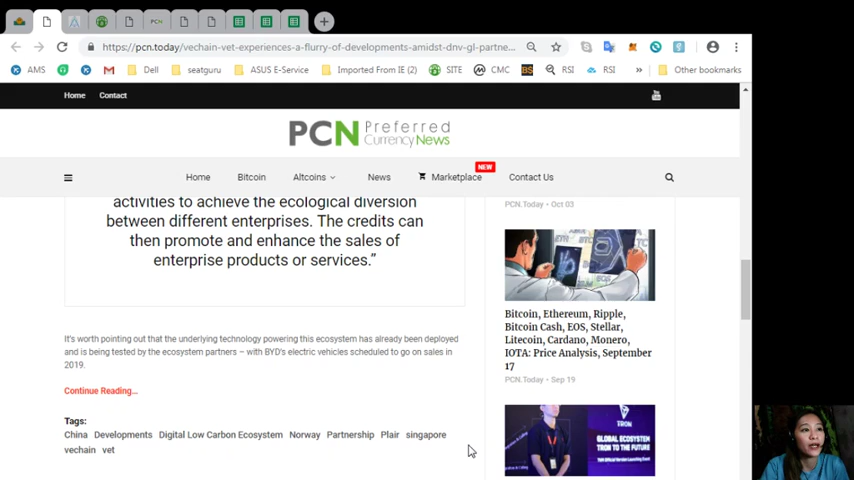 PCN
https://pcn.today/vechain-vet-experiences-a-flurry-of-developments-amidst-dnv-gl-partne...
AMS
Dell
seatguru
ASUS E-Service
Imported From IE (2)
SITE
CMC
BS
RSI
RSI
»
Other bookmarks
Home
Contact
PCN Preferred
Currency News
NEW
Home
Bitcoin
Altcoins
News
Marketplace
Contact Us
activities to achieve the ecological diversion
between different enterprises. The credits can
then promote and enhance the sales of
enterprise products or services.”
It's worth pointing out that the underlying technology powering this ecosystem has already been deployed
and is being tested by the ecosystem partners – with BYD's electric vehicles scheduled to go on sales in
2019.
Continue Reading...
Tags:
China Developments Digital Low Carbon Ecosystem Norway Partnership Plair singapore
vechain vet
PCN.Today - Oct 03
Bitcoin, Ethereum, Ripple,
Bitcoin Cash, EOS, Stellar,
Litecoin, Cardano, Monero,
IOTA: Price Analysis, September
17
PCN.Today - Sep 19
TRON
GLOBAL ECOSYSTEM
TRON TO THE FUTURE